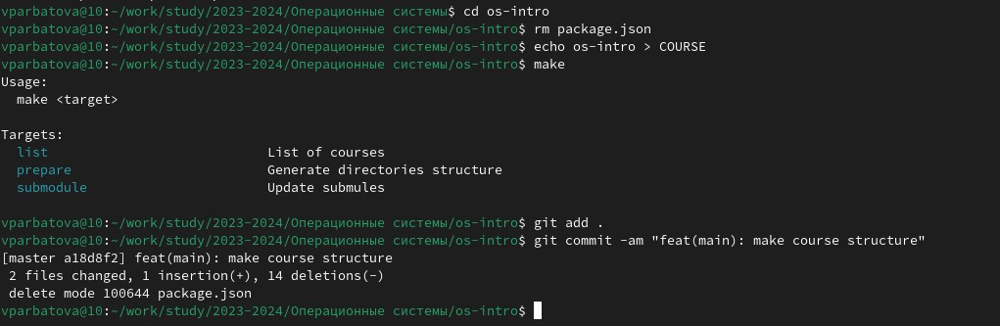 vparbatova@10:~/work/study/2023-2024/Операционные системы$ cd os-intro
vparbatova@10:~/work/study/2023-2024/Операционные системы/os-intro$ rm package.json
vparbatova@10:~/work/study/2023-2024/Операционные системы/os-intro$ echo os-intro > COURSE
vparbatova@10:~/work/study/2023-2024/Операционные системы/os-intro$ make
Usage:
  make <target>

Targets:
  list                            List of courses
  prepare                         Generate directories structure
  submodule                       Update submules

vparbatova@10:~/work/study/2023-2024/Операционные системы/os-intro$ git add .
vparbatova@10:~/work/study/2023-2024/Операционные системы/os-intro$ git commit -am "feat(main): make course structure"
[master a18d8f2] feat(main): make course structure
 2 files changed, 1 insertion(+), 14 deletions(-)
 delete mode 100644 package.json
vparbatova@10:~/work/study/2023-2024/Операционные системы/os-intro$